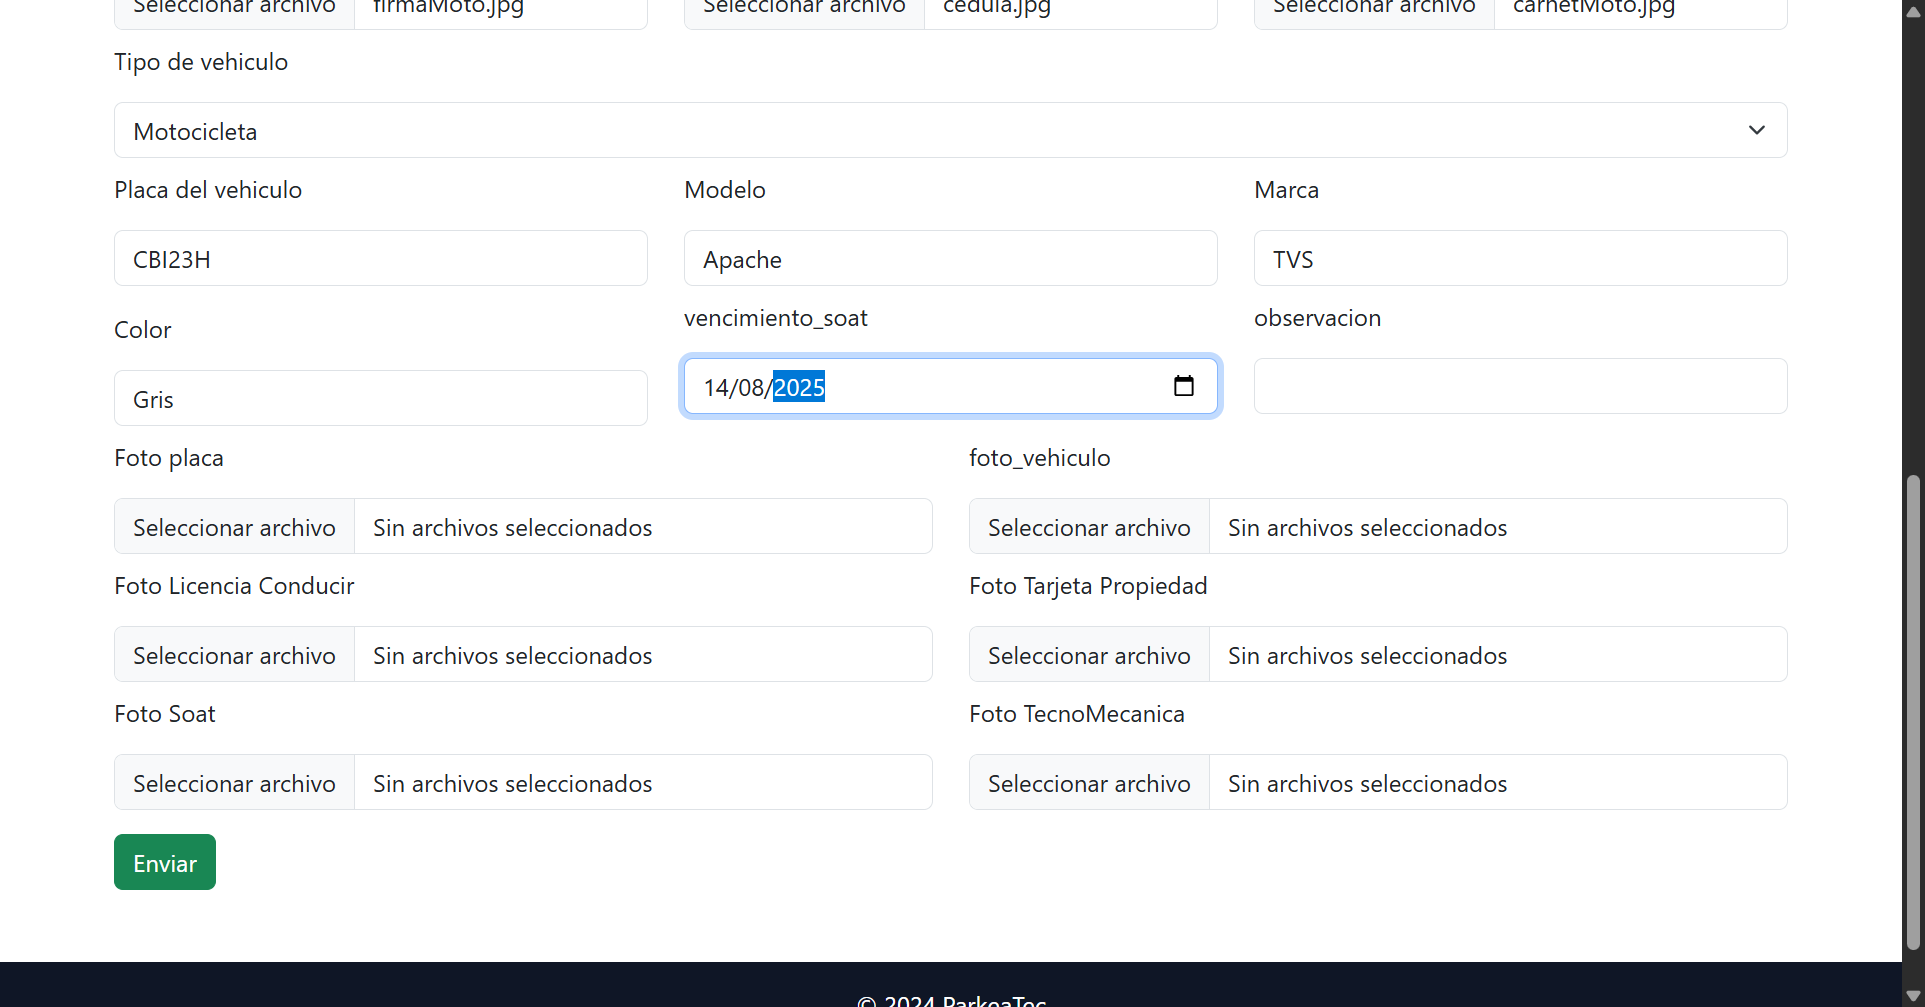 Seleccionar archivo firmaMoto.jpg Seleccionar archivo cedula.jpg Seleccionar archivo carnetMoto.jpg
Tipo de vehiculo
Motocicleta
Placa del vehiculo Modelo Marca
CBI23H Apache TVS
Color vencimiento_soat observacion
Gris 14/08/2025
Foto placa foto_vehiculo
Seleccionar archivo Sin archivos seleccionados Seleccionar archivo Sin archivos seleccionados
Foto Licencia Conducir Foto Tarjeta Propiedad
Seleccionar archivo Sin archivos seleccionados Seleccionar archivo Sin archivos seleccionados
Foto Soat Foto TecnoMecanica
Seleccionar archivo Sin archivos seleccionados Seleccionar archivo Sin archivos seleccionados
Enviar
© 2024 ParkeaTec